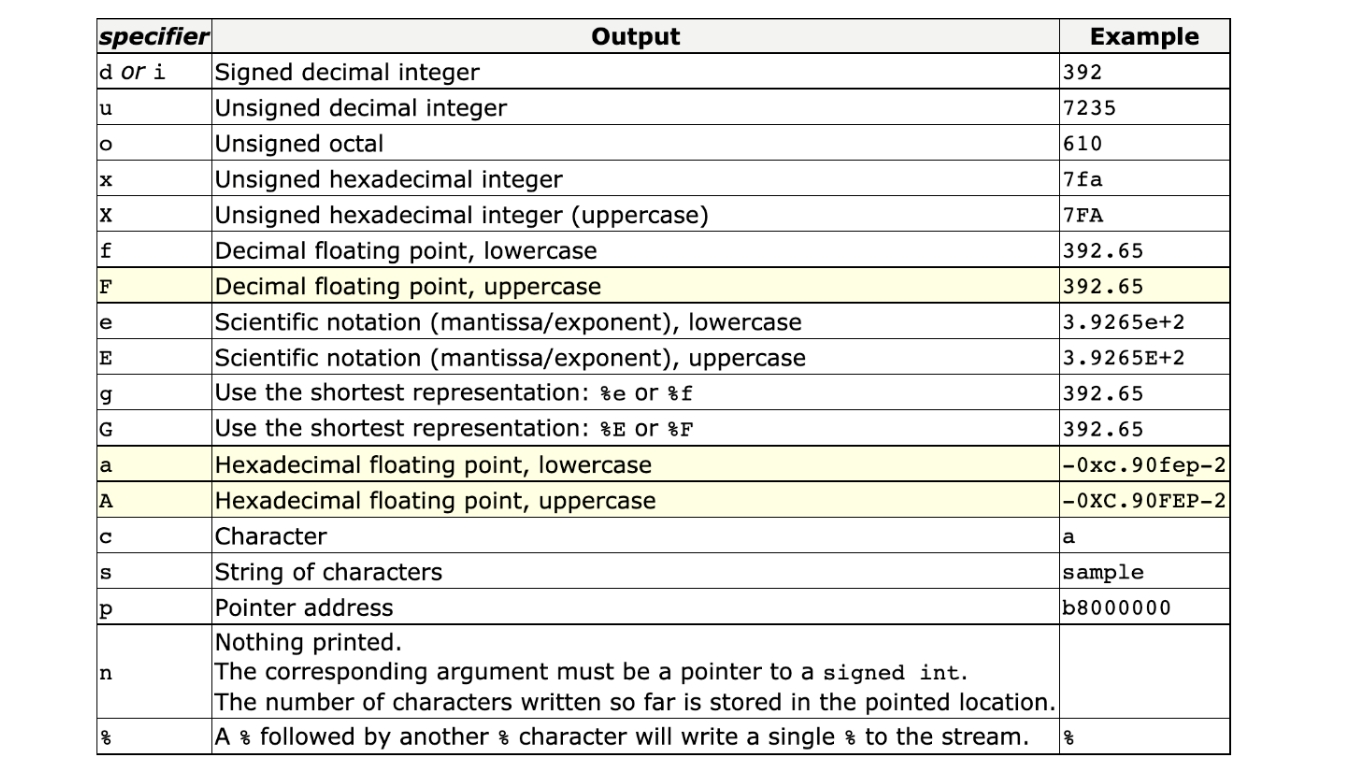 specifier Output Example
d or i Signed decimal integer 392
u Unsigned decimal integer 7235
o Unsigned octal 610
x Unsigned hexadecimal integer 7fa
X Unsigned hexadecimal integer (uppercase) 7FA
f Decimal floating point, lowercase 392.65
F Decimal floating point, uppercase 392.65
e Scientific notation (mantissa/exponent), lowercase 3.9265e+2
E Scientific notation (mantissa/exponent), uppercase 3.9265E+2
g Use the shortest representation: %e or %f 392.65
G Use the shortest representation: %E or %F 392.65
a Hexadecimal floating point, lowercase -0xc.90fep-2
A Hexadecimal floating point, uppercase -0XC.90FEP-2
c Character a
s String of characters sample
p Pointer address b8000000
Nothing printed.
n The corresponding argument must be a pointer to a signed int.
The number of characters written so far is stored in the pointed location.
% A % followed by another % character will write a single % to the stream. %